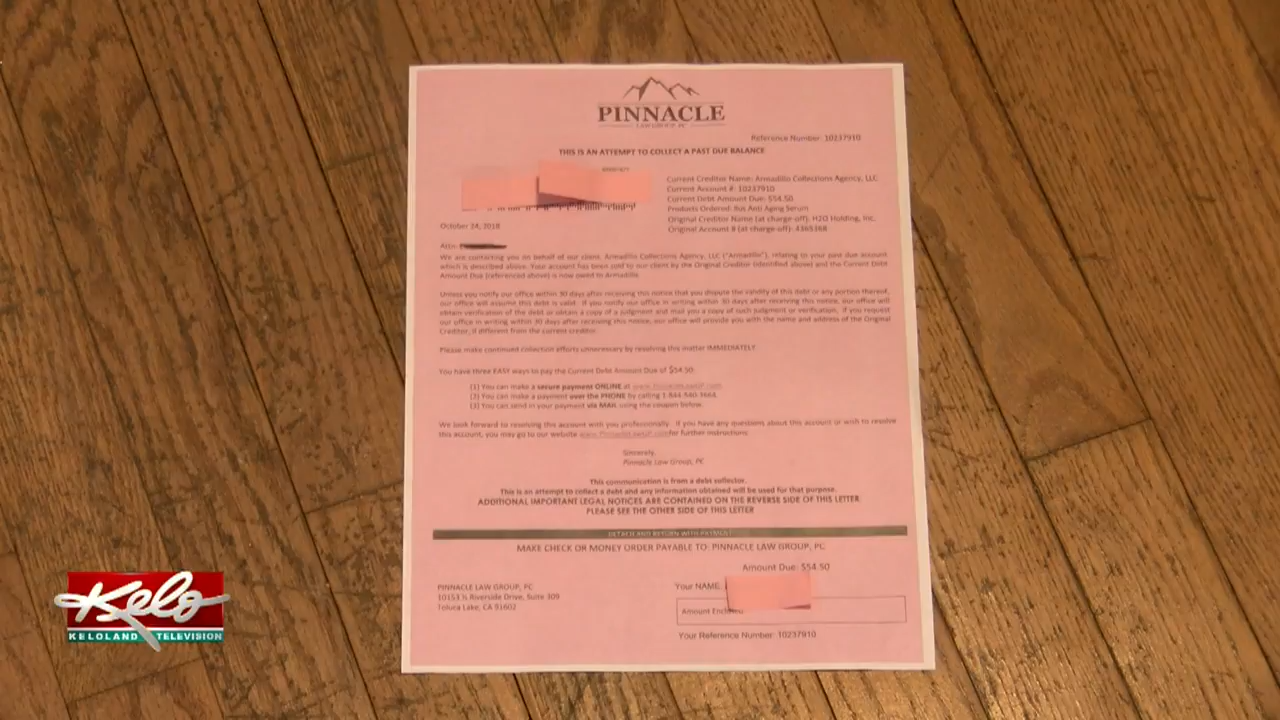 PINNACLE
LAW GROUP, PC
Reference Number: 10237910
THIS IS AN ATTEMPT TO COLLECT A PAST DUE BALANCE
Current Creditor Name: Armadillo Collections Agency, LLC
Current Account #: 10237910
Current Debt Amount Due: $54.50
Products Ordered: Bos Anti Aging Serum
Original Creditor Name (at charge-off): H2O Holding, Inc.
Original Account # (at charge-off): 4365368
October 24, 2018
Attn:
We are contacting you on behalf of our client, Armadillo Collections Agency, LLC ("Armadillo"), relating to your past due account
which is described above. Your account has been sold to our client by the Original Creditor (identified above) and the Current Debt
Amount Due (referenced above) is now owed to Armadillo.
Unless you notify our office within 30 days after receiving this notice that you dispute the validity of this debt or any portion thereof,
our office will assume this debt is valid. If you notify our office in writing within 30 days after receiving this notice, our office will
obtain verification of the debt or obtain a copy of a judgment and mail you a copy of such judgment or verification. If you request
our office in writing within 30 days after receiving this notice, our office will provide you with the name and address of the Original
Creditor, if different from the current creditor.
Please make continued collection efforts unnecessary by resolving this matter IMMEDIATELY.
You have three EASY ways to pay the Current Debt Amount Due of $54.50:
(1) You can make a secure payment ONLINE at
(2) You can make a payment over the PHONE by calling 1-844-540-
(3) You can send in your payment via MAIL using the coupon below.
We look forward to resolving this account with you professionally. If you have any questions about this account or wish to resolve
this account, you may go to our website for further instructions.
Sincerely,
Pinnacle Law Group, PC
This communication is from a debt collector.
This is an attempt to collect a debt and any information obtained will be used for that purpose.
ADDITIONAL IMPORTANT LEGAL NOTICES ARE CONTAINED ON THE REVERSE SIDE OF THIS LETTER
PLEASE SEE THE OTHER SIDE OF THIS LETTER
DETACH AND RETURN WITH PAYMENT
MAKE CHECK OR MONEY ORDER PAYABLE TO: PINNACLE LAW GROUP, PC
Amount Due: $54.50
PINNACLE LAW GROUP, PC
10153 ½ Riverside Drive, Suite 309
Toluca Lake, CA 91602
Your NAME:
Amount Enclosed:
Your Reference Number: 10237910
Kelo
KELOLAND TELEVISION